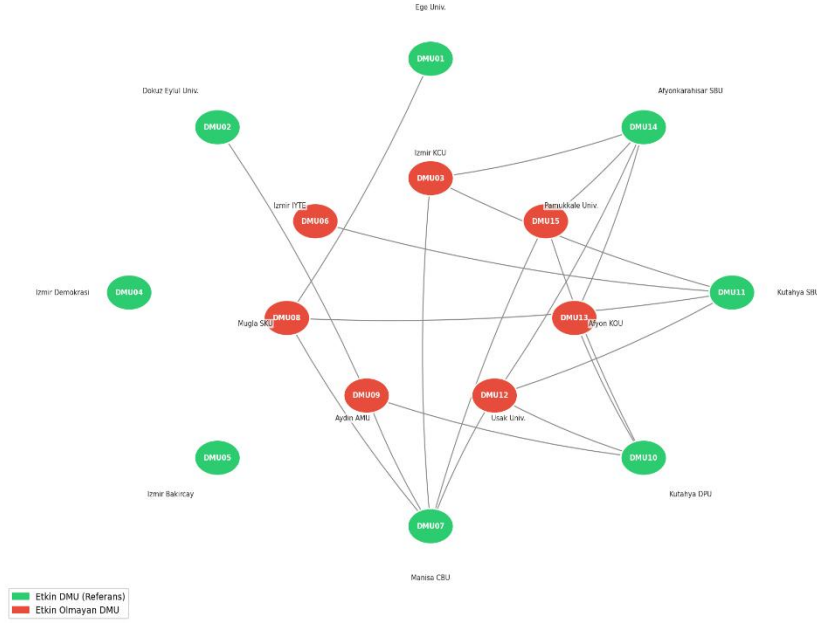 Ege Univ.
DMU01
Dokuz Eylul Univ.
Afyonkarahisar SBU
DMU02
DMU14
Izmir KCU
DMU03
Izmir IYTE
Pamukkale Univ.
DMU06
DMU15
Izmir Demokrasi
DMU04
DMU11
Kutahya SBU
DMU08
Mugla SKU
DMU13
Afyon KOU
DMU09
DMU12
Aydin AMU
Usak Univ.
DMU05
DMU10
Izmir Bakircay
Kutahya DPU
DMU07
Manisa CBU
Etkin DMU (Referans)
Etkin Olmayan DMU